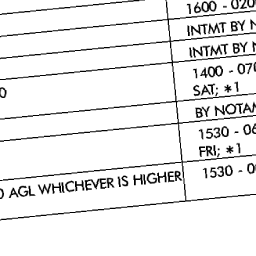 1600 - 020
INTMT BY N
INTMT BY N
1400 - 070
SAT; *1
0
BY NOTAM
1530 - 06
FRI; *1
0 AGL WHICHEVER IS HIGHER
1530 - 0